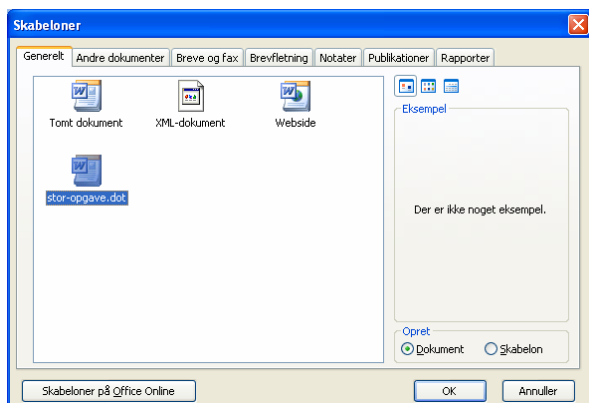 Skabeloner
Generelt Andre dokumenter Breve og fax Brevfletning Notater Publikationer Rapporter
Tomt dokument XML-dokument Webside
stor-opgave.dot
Eksempel
Der er ikke noget eksempel.
Opret
Dokument Skabelon
Skabeloner på Office Online OK Annuller